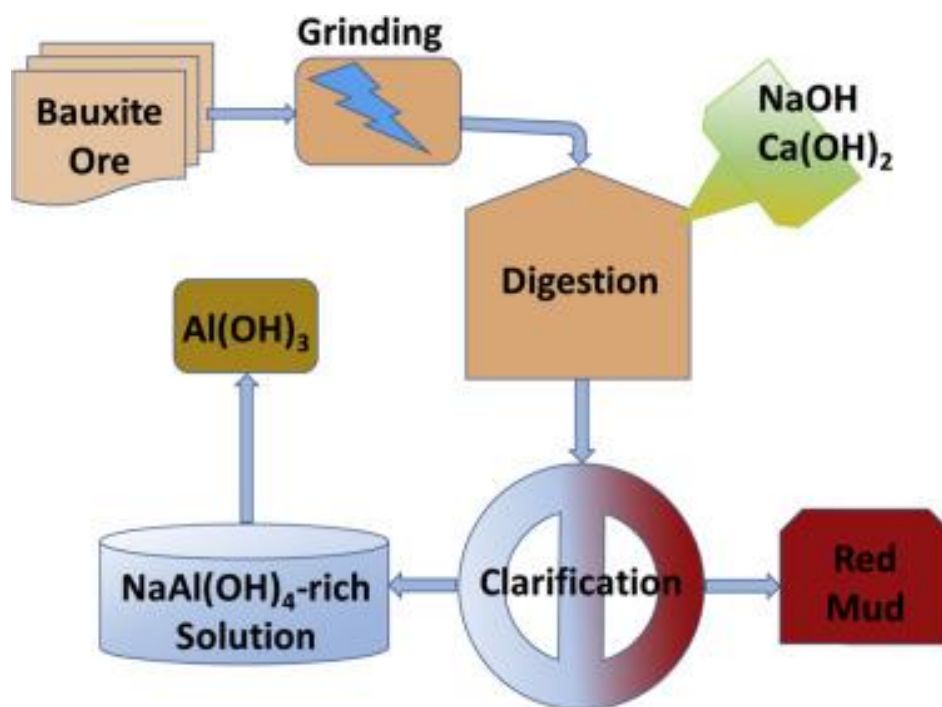 Grinding
Bauxite
Ore
NaOH
Ca(OH)₂
Digestion
Al(OH)₃
Clarification
NaAl(OH)₄-rich
Solution
Red
Mud